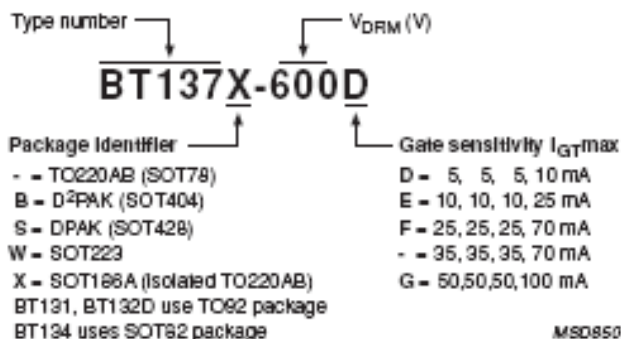 Type number
V_DRM (V)
BT137X-600D
Package Identifier
Gate sensitivity I_GT max
- = TO220AB (SOT78)
D = 5, 5, 5, 10 mA
B = D²PAK (SOT404)
E = 10, 10, 10, 25 mA
S = DPAK (SOT428)
F = 25, 25, 25, 70 mA
W = SOT223
- = 35, 35, 35, 70 mA
X = SOT186A (Isolated TO220AB)
G = 50,50,50,100 mA
BT131, BT132D use TO92 package
BT134 uses SOT82 package
MSD850